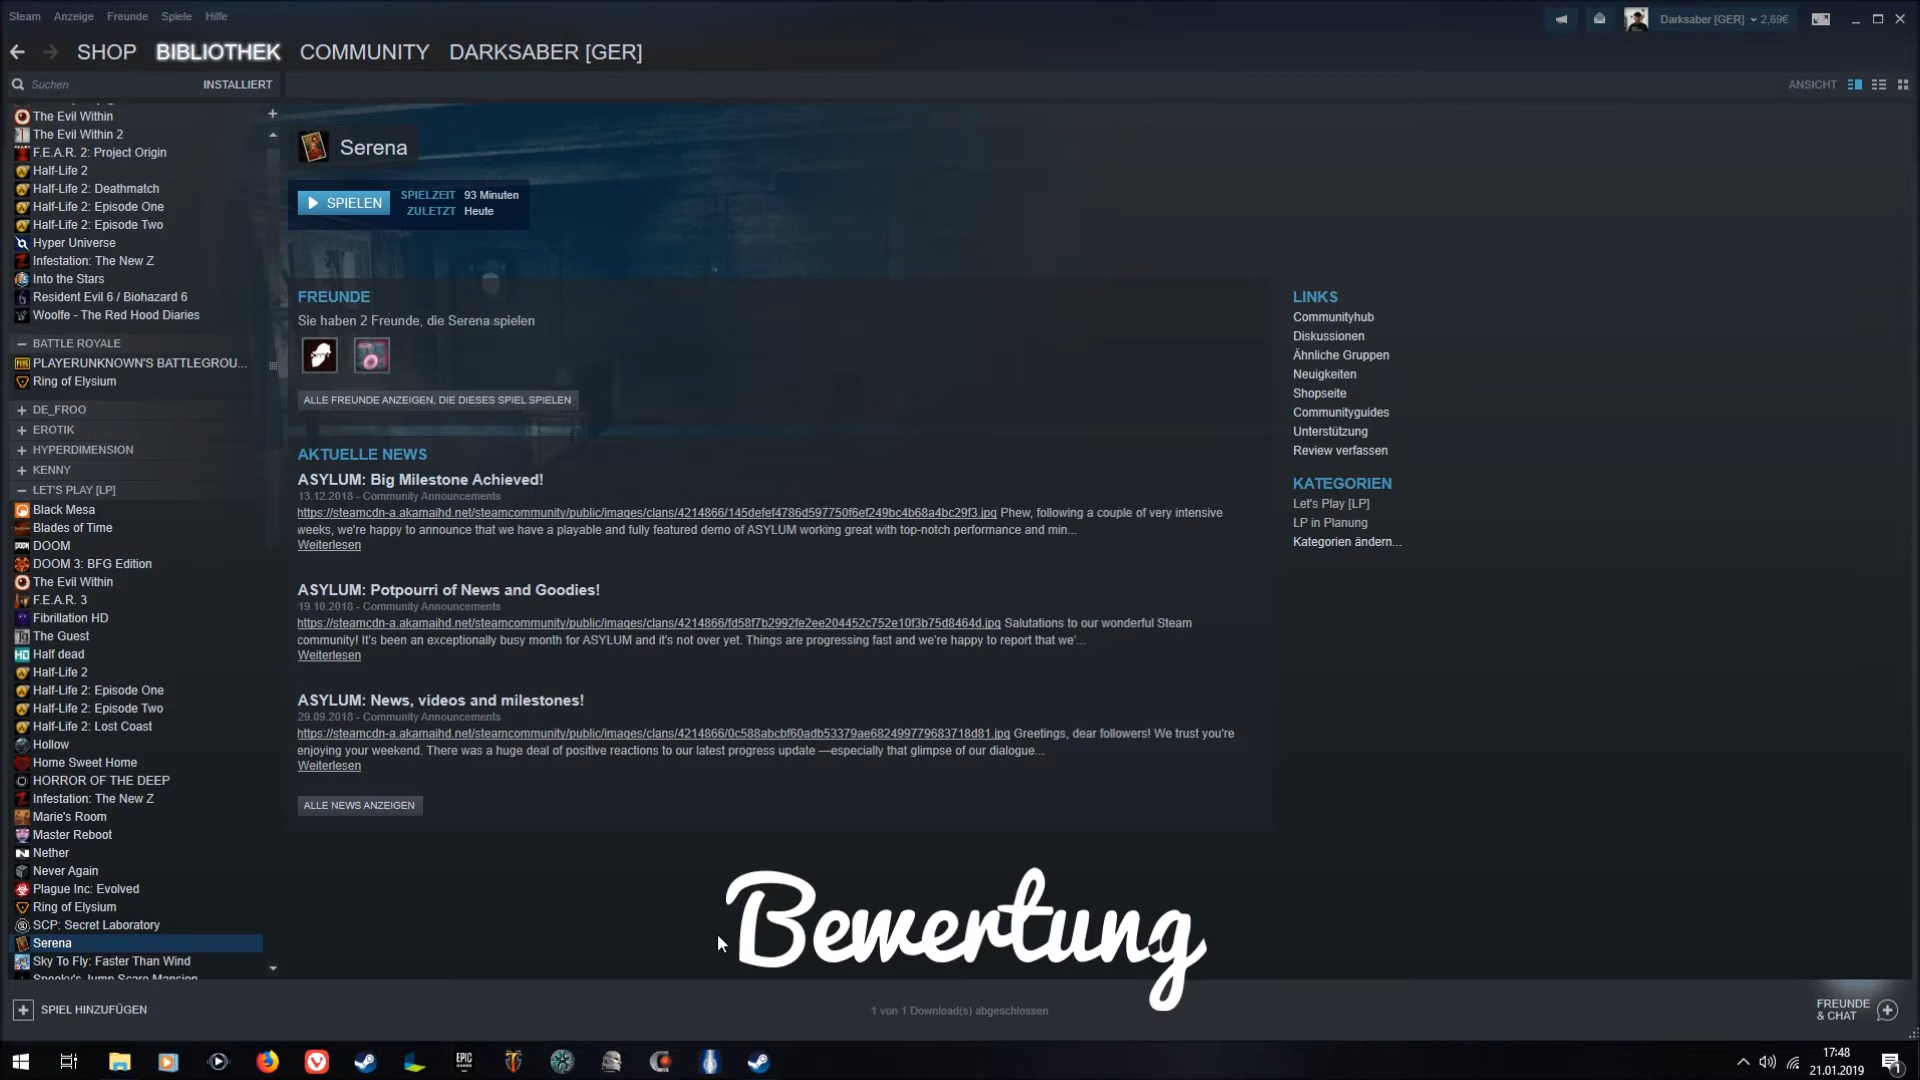 Steam Anzeige Freunde Spiele Hilfe
Darksaber [GER] 2,69€
SHOP BIBLIOTHEK COMMUNITY DARKSABER [GER]
Suchen INSTALLIERT
ANSICHT
The Evil Within
The Evil Within 2
F.E.A.R. 2: Project Origin
Half-Life 2
Half-Life 2: Deathmatch
Half-Life 2: Episode One
Half-Life 2: Episode Two
Hyper Universe
Infestation: The New Z
Into the Stars
Resident Evil 6 / Biohazard 6
Woolfe - The Red Hood Diaries
BATTLE ROYALE
PLAYERUNKNOWN'S BATTLEGROU...
Ring of Elysium
DE_FROO
EROTIK
HYPERDIMENSION
KENNY
LET'S PLAY [LP]
Black Mesa
Blades of Time
DOOM
DOOM 3: BFG Edition
The Evil Within
F.E.A.R. 3
Fibrillation HD
The Guest
Half dead
Half-Life 2
Half-Life 2: Episode One
Half-Life 2: Episode Two
Half-Life 2: Lost Coast
Hollow
Home Sweet Home
HORROR OF THE DEEP
Infestation: The New Z
Marie's Room
Master Reboot
Nether
Never Again
Plague Inc: Evolved
Ring of Elysium
SCP: Secret Laboratory
Serena
Sky To Fly: Faster Than Wind
Spooky's Jump Scare Mansion
Serena
SPIELEN
SPIELZEIT 93 Minuten
ZULETZT Heute
FREUNDE
Sie haben 2 Freunde, die Serena spielen
ALLE FREUNDE ANZEIGEN, DIE DIESES SPIEL SPIELEN
AKTUELLE NEWS
ASYLUM: Big Milestone Achieved!
13.12.2018 - Community Announcements
https://steamcdn-a.akamaihd.net/steamcommunity/public/images/clans/4214866/145defef4786d597750f6ef249bc4b68a4bc29f3.jpg Phew, following a couple of very intensive
weeks, we're happy to announce that we have a playable and fully featured demo of ASYLUM working great with top-notch performance and min...
Weiterlesen
ASYLUM: Potpourri of News and Goodies!
19.10.2018 - Community Announcements
https://steamcdn-a.akamaihd.net/steamcommunity/public/images/clans/4214866/fd58f7b2992fe2ee204452c752e10f3b75d8464d.jpg Salutations to our wonderful Steam
community! It's been an exceptionally busy month for ASYLUM and it's not over yet. Things are progressing fast and we're happy to report that we'...
Weiterlesen
ASYLUM: News, videos and milestones!
29.09.2018 - Community Announcements
https://steamcdn-a.akamaihd.net/steamcommunity/public/images/clans/4214866/0c588abcbf60adb53379ae682499779683718d81.jpg Greetings, dear followers! We trust you're
enjoying your weekend. There was a huge deal of positive reactions to our latest progress update —especially that glimpse of our dialogue...
Weiterlesen
ALLE NEWS ANZEIGEN
LINKS
Communityhub
Diskussionen
Ähnliche Gruppen
Neuigkeiten
Shopseite
Communityguides
Unterstützung
Review verfassen
KATEGORIEN
Let's Play [LP]
LP in Planung
Kategorien ändern...
Bewertung
SPIEL HINZUFÜGEN
1 von 1 Download(s) abgeschlossen
FREUNDE
& CHAT
EPIC
GAMES
17:48
21.01.2019
1